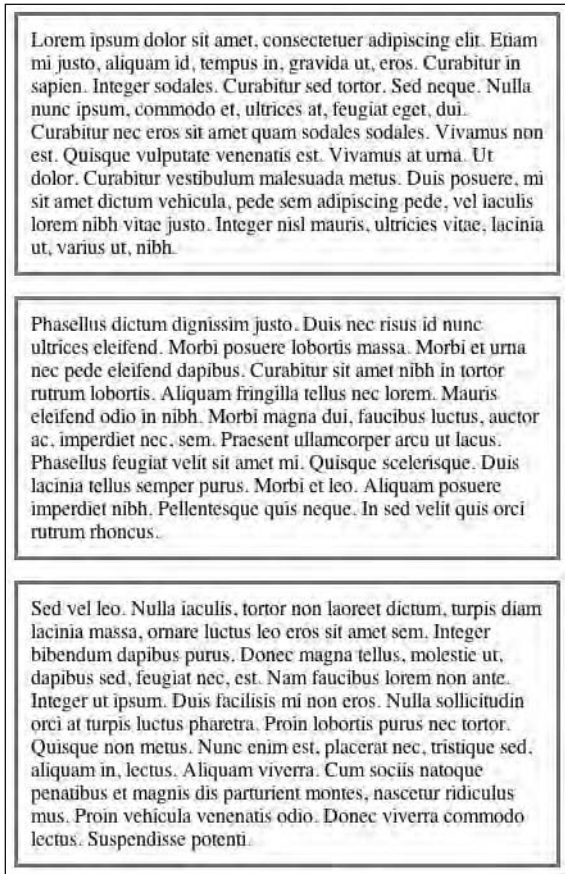 Lorem ipsum dolor sit amet, consectetuer adipiscing elit. Etiam
mi justo, aliquam id, tempus in, gravida ut, eros. Curabitur in
sapien. Integer sodales. Curabitur sed tortor. Sed neque. Nulla
nunc ipsum, commodo et, ultrices at, feugiat eget, dui.
Curabitur nec eros sit amet quam sodales sodales. Vivamus non
est. Quisque vulputate venenatis est. Vivamus at urna. Ut
dolor. Curabitur vestibulum malesuada metus. Duis posuere, mi
sit amet dictum vehicula, pede sem adipiscing pede, vel iaculis
lorem nibh vitae justo. Integer nisl mauris, ultricies vitae, lacinia
ut, varius ut, nibh.
Phasellus dictum dignissim justo. Duis nec risus id nunc
ultrices eleifend. Morbi posuere lobortis massa. Morbi et urna
nec pede eleifend dapibus. Curabitur sit amet nibh in tortor
rutrum lobortis. Aliquam fringilla tellus nec lorem. Mauris
eleifend odio in nibh. Morbi magna dui, faucibus luctus, auctor
ac, imperdiet nec, sem. Praesent ullamcorper arcu ut lacus.
Phasellus feugiat velit sit amet mi. Quisque scelerisque. Duis
lacinia tellus semper purus. Morbi et leo. Aliquam posuere
imperdiet nibh. Pellentesque quis neque. In sed velit quis orci
rutrum rhoncus.
Sed vel leo. Nulla iaculis, tortor non laoreet dictum, turpis diam
lacinia massa, ornare luctus leo eros sit amet sem. Integer
bibendum dapibus purus. Donec magna tellus, molestie ut,
dapibus sed, feugiat nec, est. Nam faucibus lorem non ante.
Integer ut ipsum. Duis facilisis mi non eros. Nulla sollicitudin
orci at turpis luctus pharetra. Proin lobortis purus nec tortor.
Quisque non metus. Nunc enim est, placerat nec, tristique sed,
aliquam in, lectus. Aliquam viverra. Cum sociis natoque
penatibus et magnis dis parturient montes, nascetur ridiculus
mus. Proin vehicula venenatis odio. Donec viverra commodo
lectus. Suspendisse potenti.